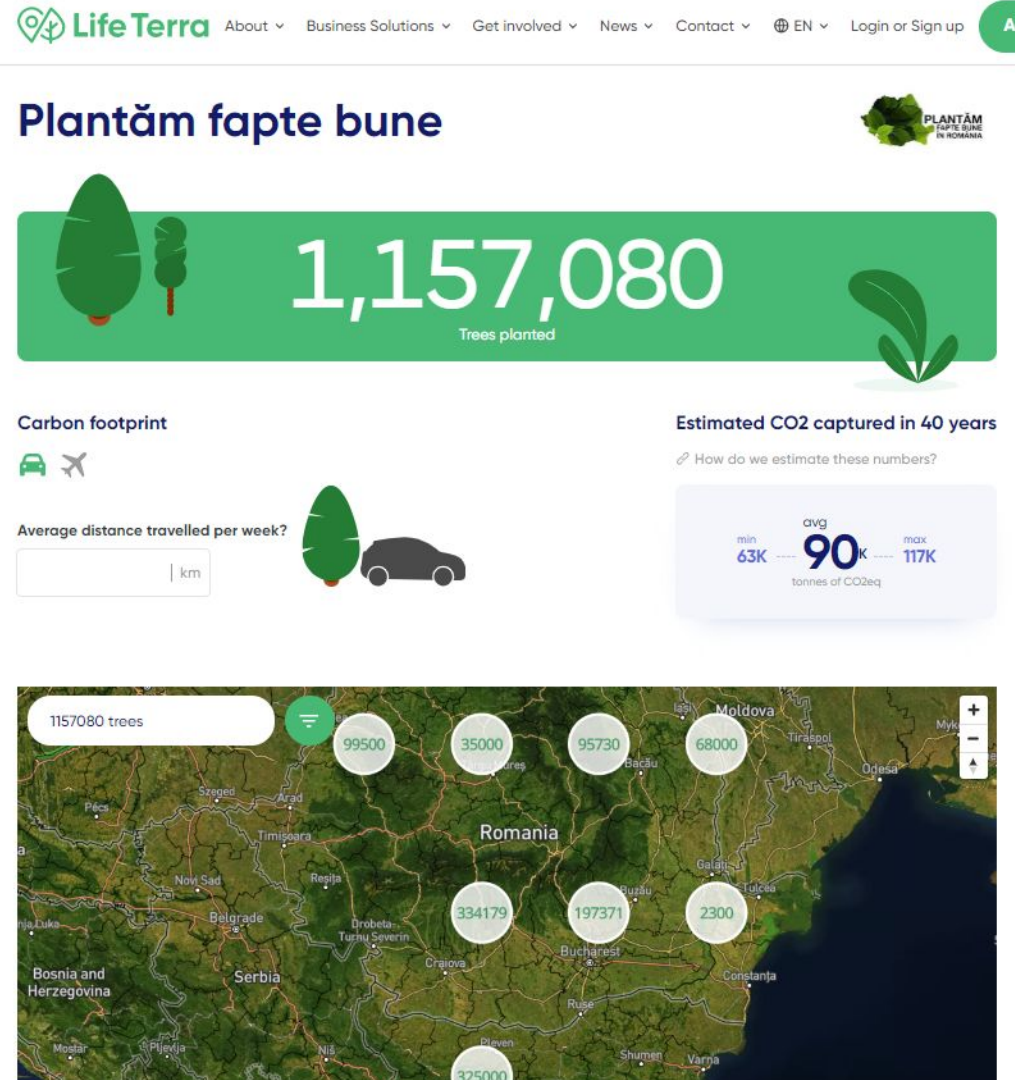 Life Terra
About
Business Solutions
Get involved
News
Contact
EN
Login or Sign up
A
Plantăm fapte bune
PLANTĂM
FAPTE BUNE
ÎN ROMÂNIA
1,157,080
Trees planted
Carbon footprint
Estimated CO2 captured in 40 years
How do we estimate these numbers?
Average distance travelled per week?
km
avg
min
90K
max
63K
117K
tonnes of CO2eq
1157080 trees
99500
35000
95730
68000
Iași
Moldova
Tiraspol
Odesa
Bacău
Szeged
Arad
Pécs
Timișoara
Romania
Galați
Reșița
Novi Sad
Buzău
Tulcea
334179
197371
2300
Belgrade
Drobeta-
Turnu Severin
Bucharest
Craiova
Bosnia and
Herzegovina
Serbia
Constanța
Ruse
Mostar
Pljevlja
Niš
Pleven
Shumen
Varna
325000